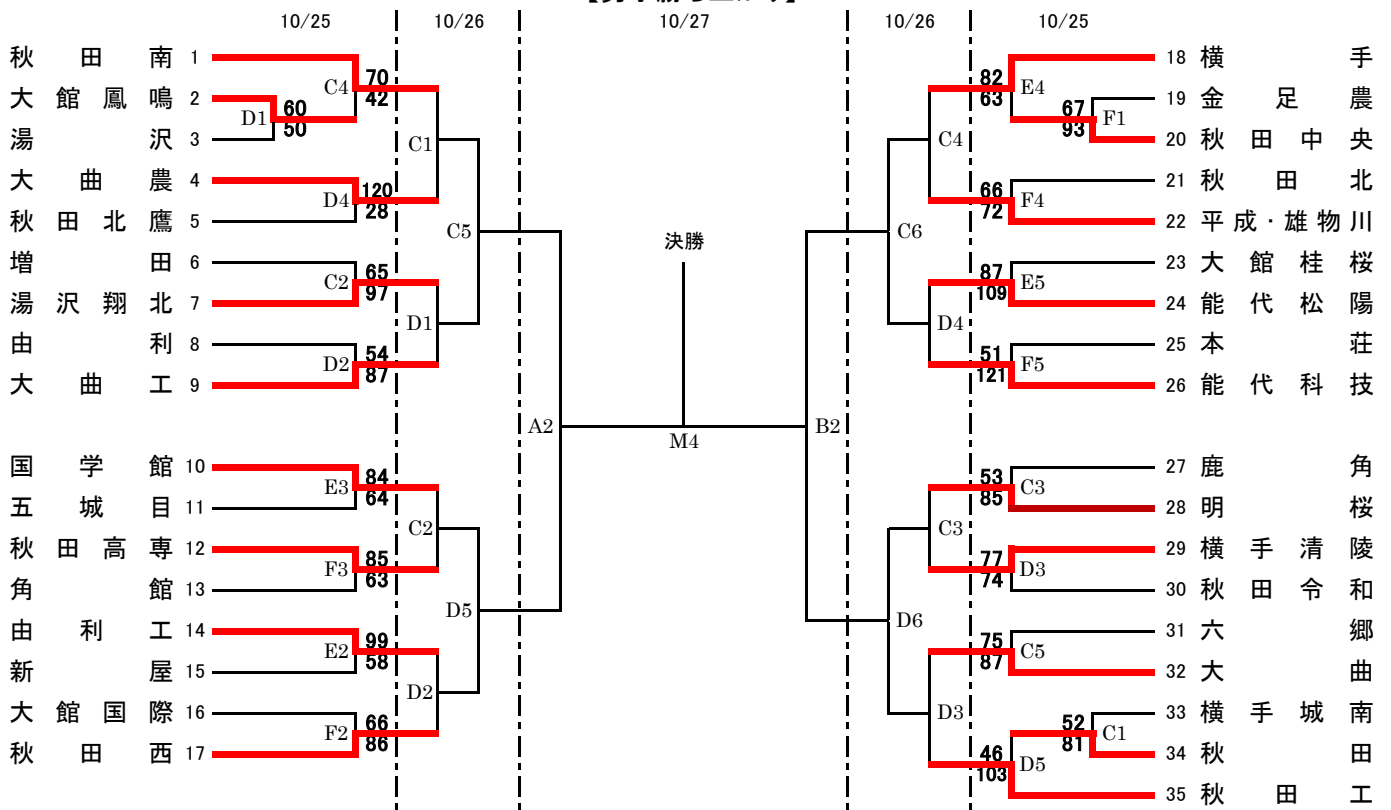 10/25 10/26 10/27 10/26 10/25
秋田南 1
大館鳳鳴 2
湯沢 3
大曲農 4
秋田北鷹 5
増田 6
湯沢翔北 7
由利 8
大曲工 9
国学館 10
五城目 11
秋田高専 12
角館 13
由利工 14
新屋 15
大館国際 16
秋田西 17
C4 70 42
D1 60 50
D4 120 28
C2 65 97
D2 54 87
E3 84 64
F3 85 63
E2 99 58
F2 66 86
C1
D1
C2
D2
C5
D5
A2
決勝
M4
B2
C6
D6
C4
D4
C3
D3
82 63 E4
67 93 F1
66 72 F4
87 109 E5
51 121 F5
53 85 C3
77 74 D3
75 87 C5
52 81 C1
46 103 D5
18 横手
19 金足農
20 秋田中央
21 秋田北
22 平成・雄物川
23 大館桂桜
24 能代松陽
25 本荘
26 能代科技
27 鹿角
28 明桜
29 横手清陵
30 秋田令和
31 六郷
32 大曲
33 横手城南
34 秋田
35 秋田工